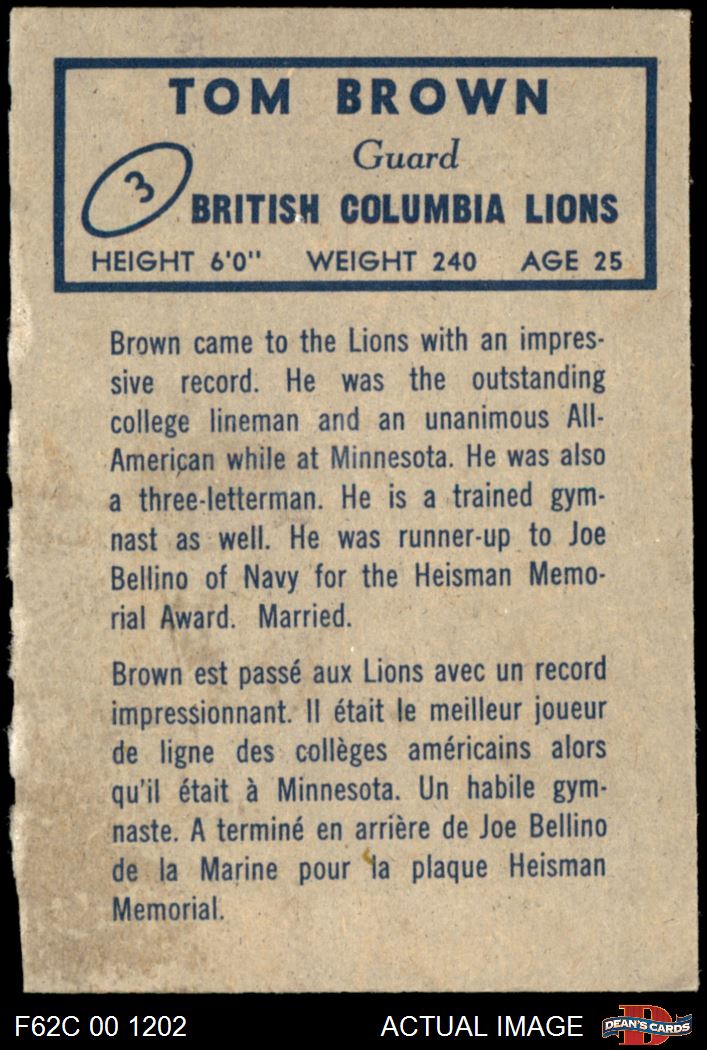 TOM BROWN
Guard
3
BRITISH COLUMBIA LIONS
HEIGHT 6'0" WEIGHT 240 AGE 25
Brown came to the Lions with an impres-
sive record. He was the outstanding
college lineman and an unanimous All-
American while at Minnesota. He was also
a three-letterman. He is a trained gym-
nast as well. He was runner-up to Joe
Bellino of Navy for the Heisman Memo-
rial Award. Married.
Brown est passé aux Lions avec un record
impressionnant. Il était le meilleur joueur
de ligne des collèges américains alors
qu'il était à Minnesota. Un habile gym-
naste. A terminé en arrière de Joe Bellino
de la Marine pour la plaque Heisman
Memorial.
F62C 00 1202 ACTUAL IMAGE D DEAN'S CARDS